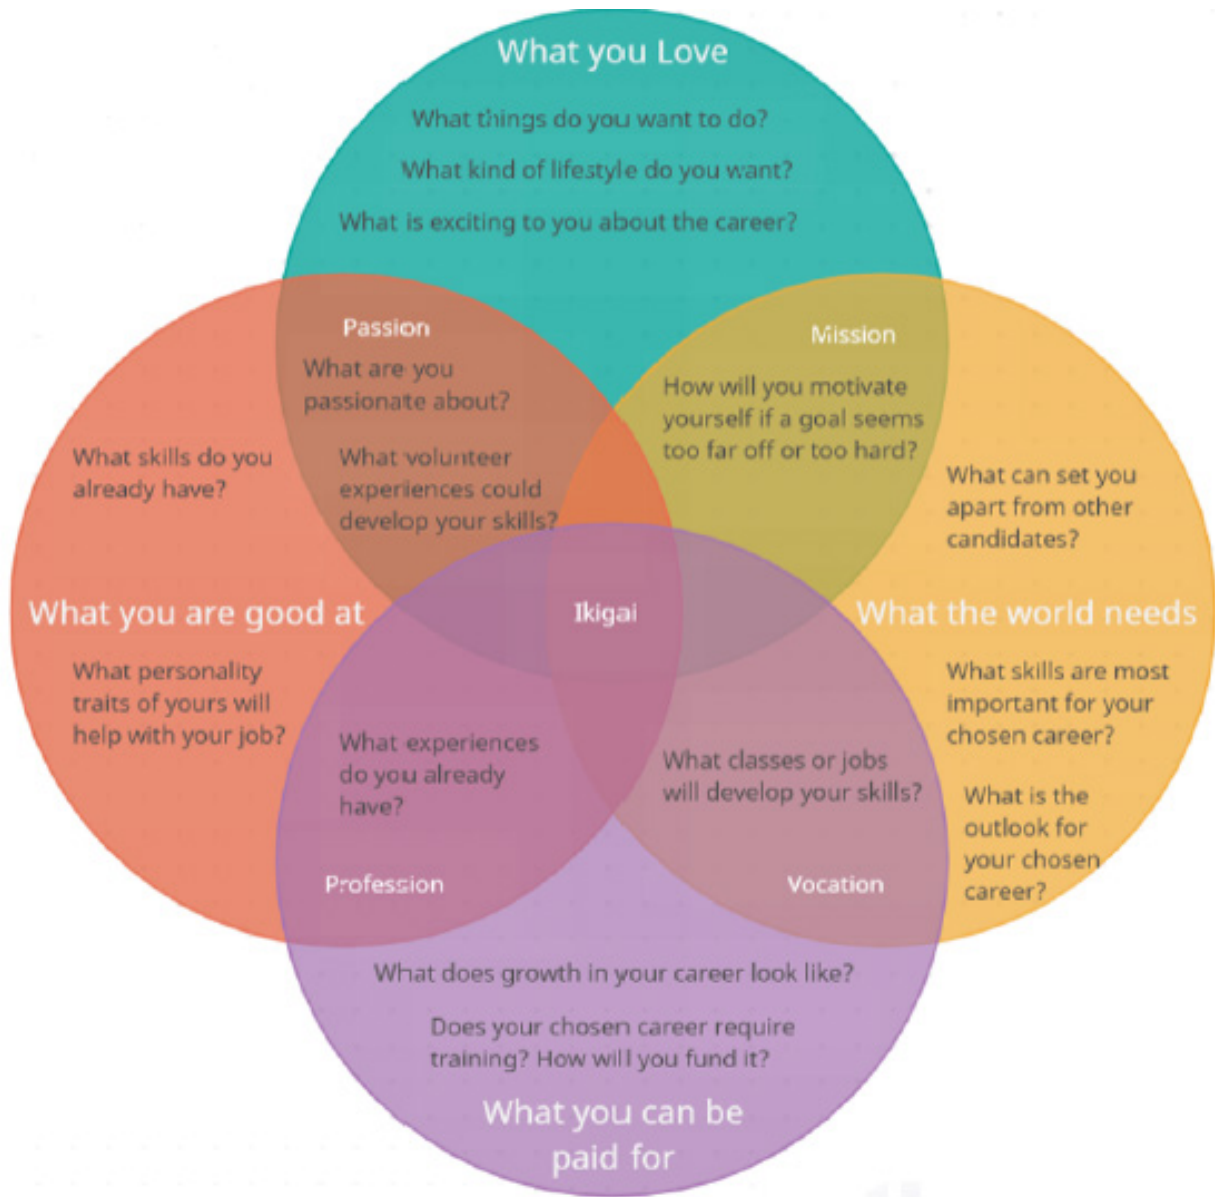 What you Love
What things do you want to do?
What kind of lifestyle do you want?
What is exciting to you about the career?
Passion
What are you
passionate about?
What volunteer
experiences could
develop your skills?
Mission
How will you motivate
yourself if a goal seems
too far off or too hard?
What skills do you
already have?
What you are good at
What personality
traits of yours will
help with your job?
Ikigai
What can set you
apart from other
candidates?
What the world needs
What skills are most
important for your
chosen career?
What is the
outlook for
your chosen
career?
What experiences
do you already
have?
Profession
What classes or jobs
will develop your skills?
Vocation
What does growth in your career look like?
Does your chosen career require
training? How will you fund it?
What you can be
paid for